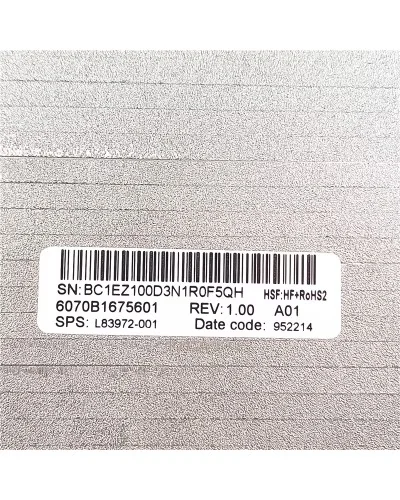 SN:BC1EZ100D3N1R0F5QH HSF:HF+RoHS2
6070B1675601 REV:1.00 A01
SPS: L83972-001 Date code: 952214